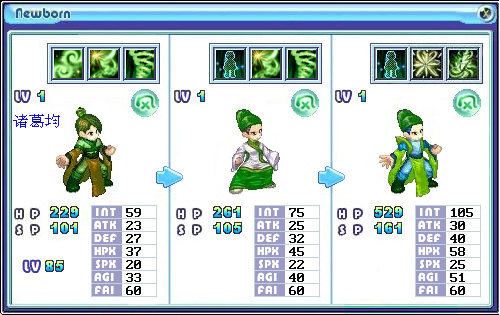 Newborn
LV 1
诸葛均
HP 229
SP 101
LV 85
INT 59
ATK 23
DEF 27
HPX 37
SPX 20
AGI 33
FAI 60
LV 1
HP 261
SP 105
INT 75
ATK 25
DEF 32
HPX 45
SPX 22
AGI 40
FAI 60
LV 1
HP 529
SP 161
INT 105
ATK 30
DEF 40
HPX 58
SPX 25
AGI 51
FAI 60